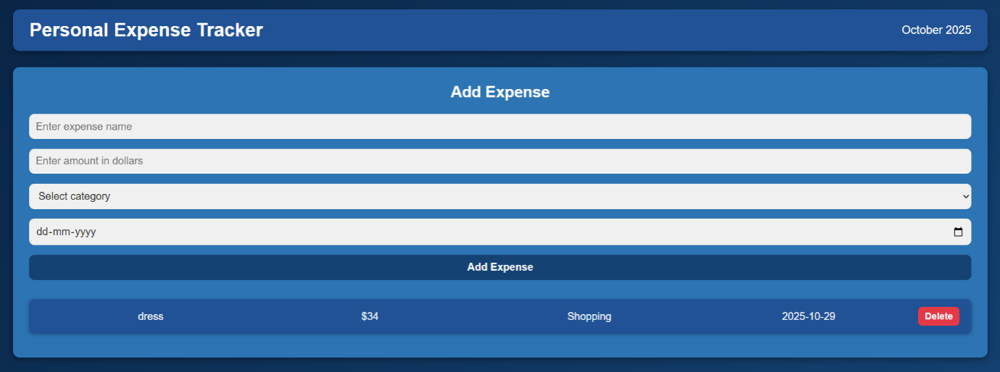 Personal Expense Tracker October 2025
Add Expense
Enter expense name
Enter amount in dollars
Select category
dd-mm-yyyy
Add Expense
dress $34 Shopping 2025-10-29 Delete